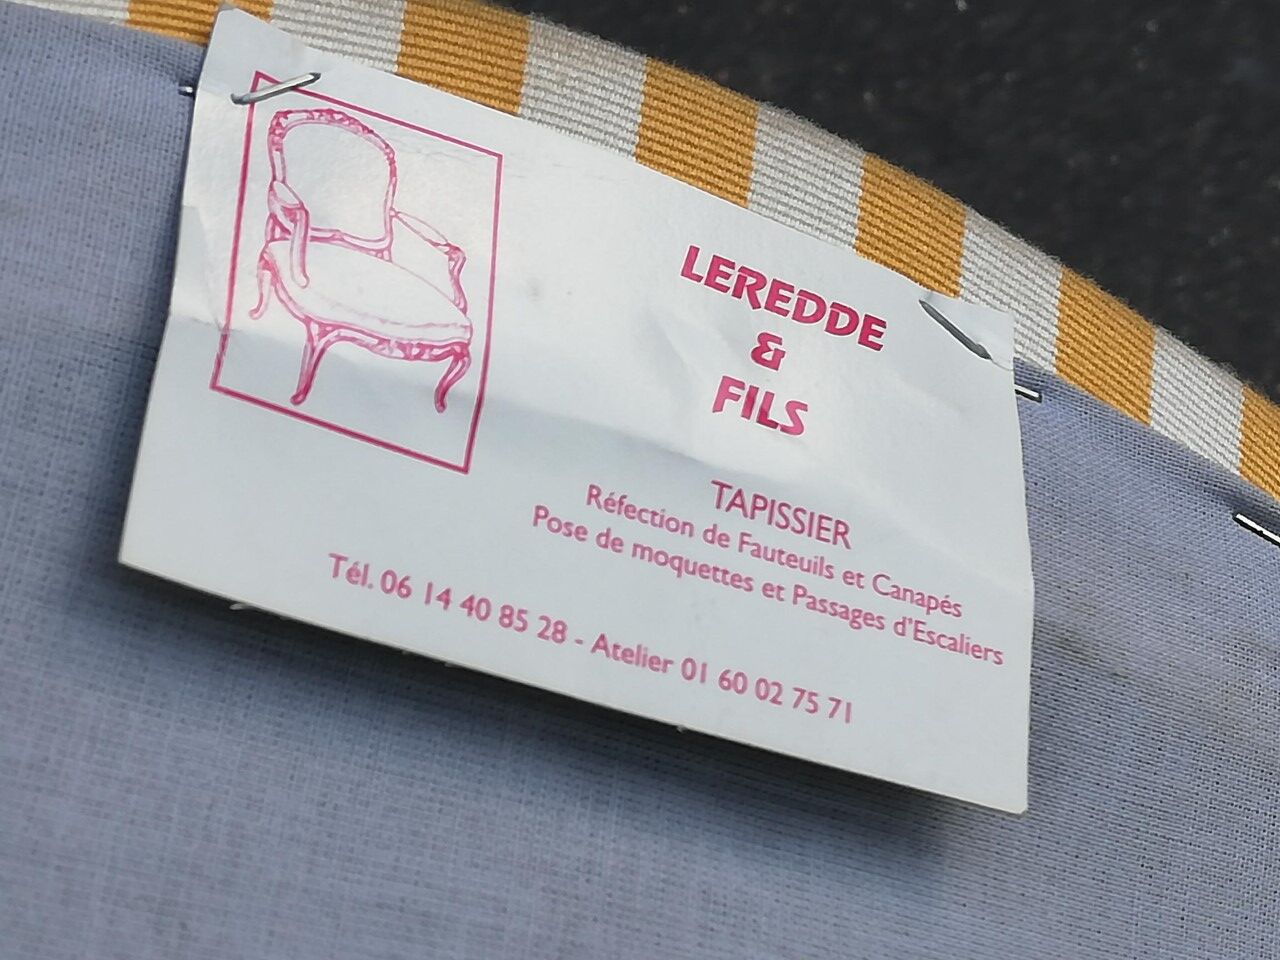 LEREDDE
&
FILS
TAPISSIER
Réfection de Fauteuils et Canapés
Pose de moquettes et Passages d'Escaliers
Tél. 06 14 40 85 28 - Atelier 01 60 02 75 71